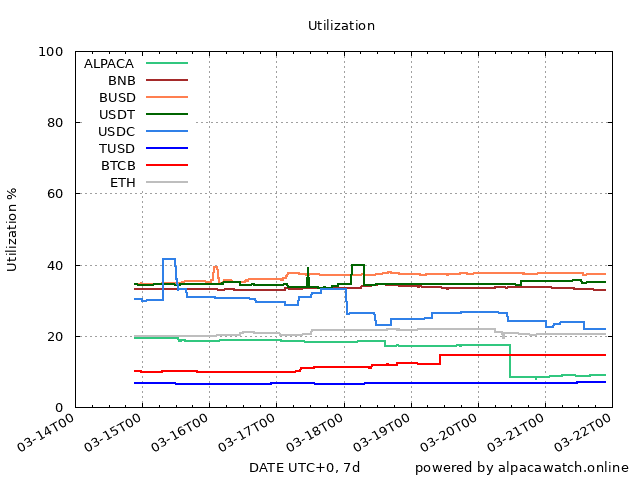 Utilization
100
80
60
40
20
0
Utilization %
ALPACA
BNB
BUSD
USDT
USDC
TUSD
BTCB
ETH
03-14T00
03-15T00
03-16T00
03-17T00
03-18T00
03-19T00
03-20T00
03-21T00
03-22T00
DATE UTC+0, 7d
powered by alpacawatch.online